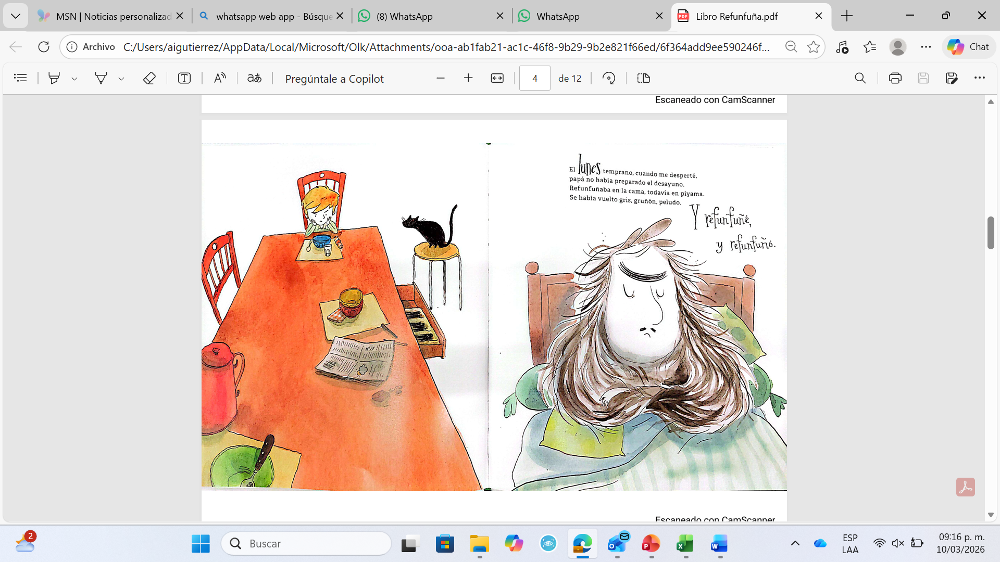 MSN | Noticias personalizad
whatsapp web app - Búsque
(8) WhatsApp
WhatsApp
Libro Refunfuña.pdf
Archivo
C:/Users/aigutierrez/AppData/Local/Microsoft/Olk/Attachments/ooa-ab1fab21-ac1c-46f8-9b29-9b2e821f66ed/6f364add9ee590246f...
Chat
Pregúntale a Copilot
4 de 12
Escaneado con CamScanner
El lunes temprano, cuando me desperté,
papá no había preparado el desayuno.
Refunfuñaba en la cama, todavía en piyama.
Se había vuelto gris, gruñón, peludo.
Y refunfuñé,
y refunfuñó.
Escaneado con CamScanner
2
Buscar
ESP
LAA
09:16 p. m.
10/03/2026